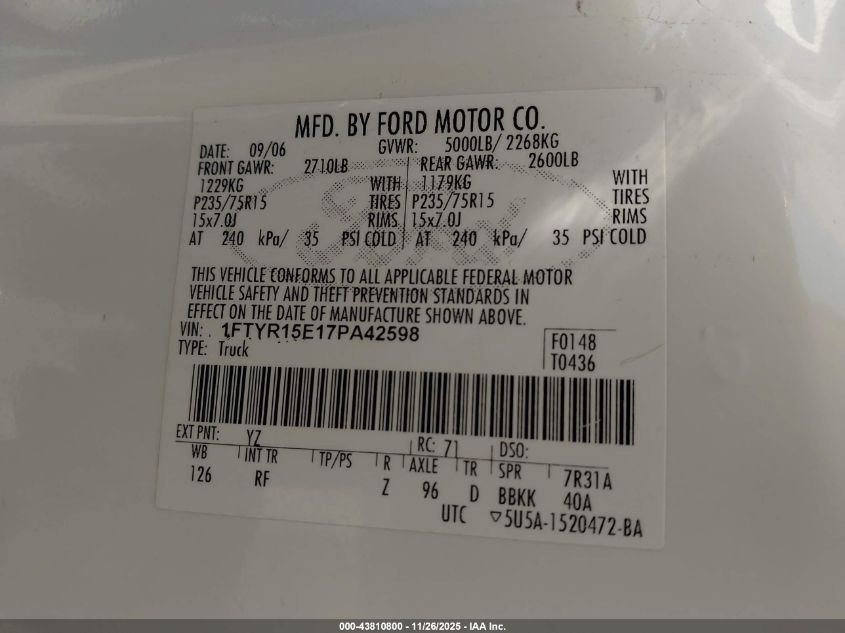 MFD. BY FORD MOTOR CO.
DATE: 09/06 GVWR: 5000LB/ 2268KG
FRONT GAWR: 2710LB REAR GAWR: 2600LB
1229KG WITH 1179KG WITH
P235/75R15 TIRES P235/75R15 TIRES
15x7.0J RIMS 15x7.0J RIMS
AT 240 kPa/ 35 PSI COLD AT 240 kPa/ 35 PSI COLD
THIS VEHICLE CONFORMS TO ALL APPLICABLE FEDERAL MOTOR
VEHICLE SAFETY AND THEFT PREVENTION STANDARDS IN
EFFECT ON THE DATE OF MANUFACTURE SHOWN ABOVE.
VIN: 1FTYR15E17PA42598 F0148
TYPE: Truck T0436
EXT PNT: YZ RC: 71 DSO:
WB INT TR TP/PS R AXLE TR SPR 7R31A
126 RF Z 96 D BBKK 40A
UTC ▽5U5A-1520472-BA
000-43810800 - 11/26/2025 - IAA Inc.